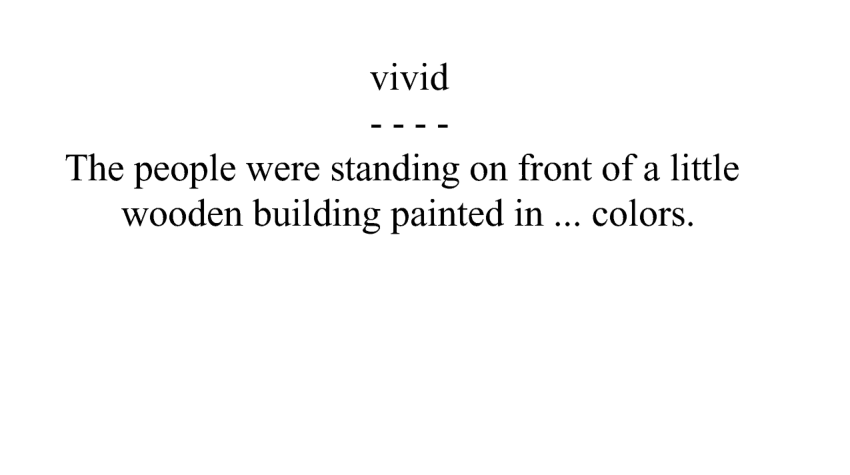 vivid
- - - -
The people were standing on front of a little
wooden building painted in ... colors.